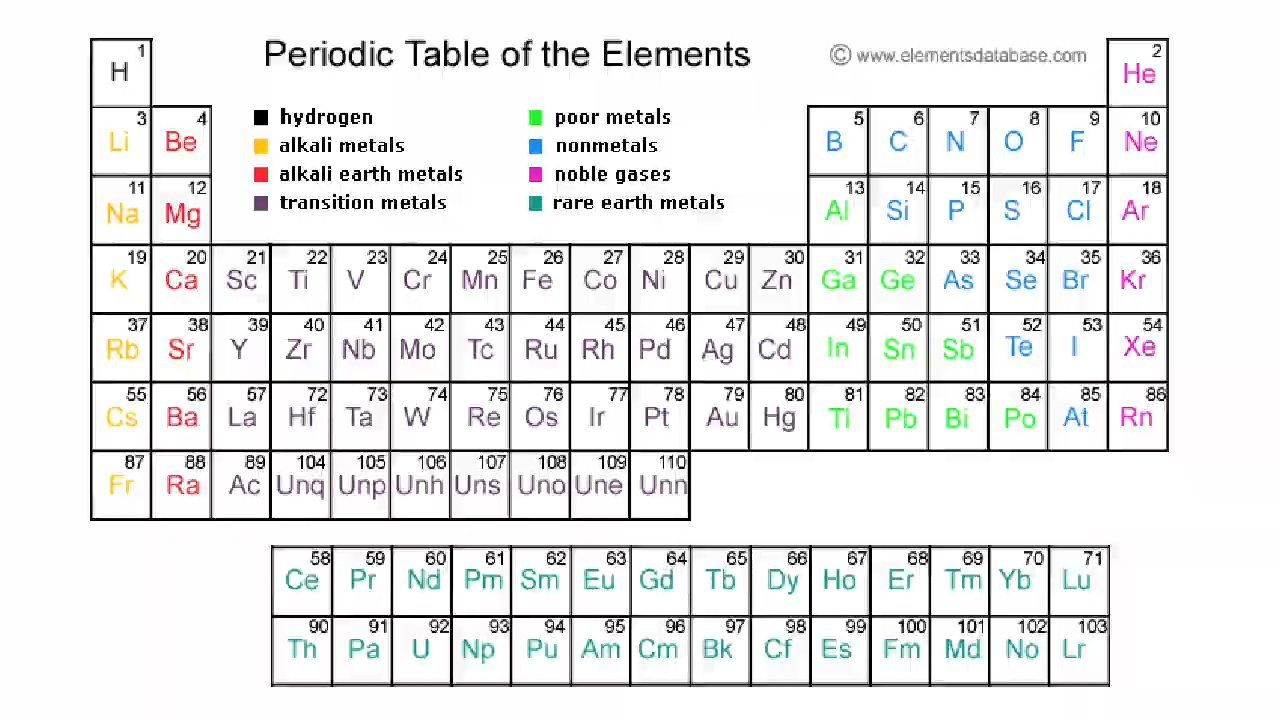 Periodic Table of the Elements
© www.elementsdatabase.com
hydrogen
alkali metals
alkali earth metals
transition metals
poor metals
nonmetals
noble gases
rare earth metals
1 2
H He
3 4 5 6 7 8 9 10
Li Be B C N O F Ne
11 12 13 14 15 16 17 18
Na Mg Al Si P S Cl Ar
19 20 21 22 23 24 25 26 27 28 29 30 31 32 33 34 35 36
K Ca Sc Ti V Cr Mn Fe Co Ni Cu Zn Ga Ge As Se Br Kr
37 38 39 40 41 42 43 44 45 46 47 48 49 50 51 52 53 54
Rb Sr Y Zr Nb Mo Tc Ru Rh Pd Ag Cd In Sn Sb Te I Xe
55 56 57 72 73 74 75 76 77 78 79 80 81 82 83 84 85 86
Cs Ba La Hf Ta W Re Os Ir Pt Au Hg Tl Pb Bi Po At Rn
87 88 89 104 105 106 107 108 109 110
Fr Ra Ac Unq Unp Unh Uns Uno Une Unn
58 59 60 61 62 63 64 65 66 67 68 69 70 71
Ce Pr Nd Pm Sm Eu Gd Tb Dy Ho Er Tm Yb Lu
90 91 92 93 94 95 96 97 98 99 100 101 102 103
Th Pa U Np Pu Am Cm Bk Cf Es Fm Md No Lr